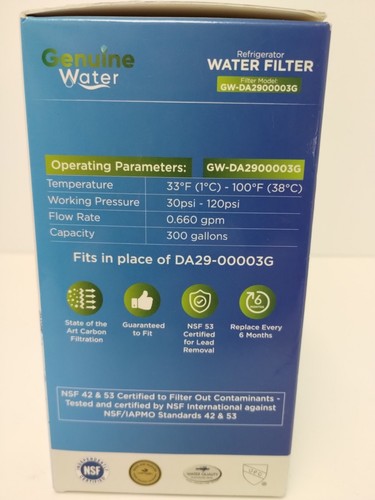 Genuine
Water
Refrigerator
WATER FILTER
Filter Model:
GW-DA2900003G
Operating Parameters: GW-DA2900003G
Temperature 33°F (1°C) - 100°F (38°C)
Working Pressure 30psi - 120psi
Flow Rate 0.660 gpm
Capacity 300 gallons
Fits in place of DA29-00003G
State of the
Art Carbon
Filtration
Guaranteed
to Fit
NSF 53
Certified
for Lead
Removal
6
MONTHS
Replace Every
6 Months
NSF 42 & 53 Certified to Filter Out Contaminants -
Tested and certified by NSF International against
NSF/IAPMO Standards 42 & 53
NSF
WATER QUALITY